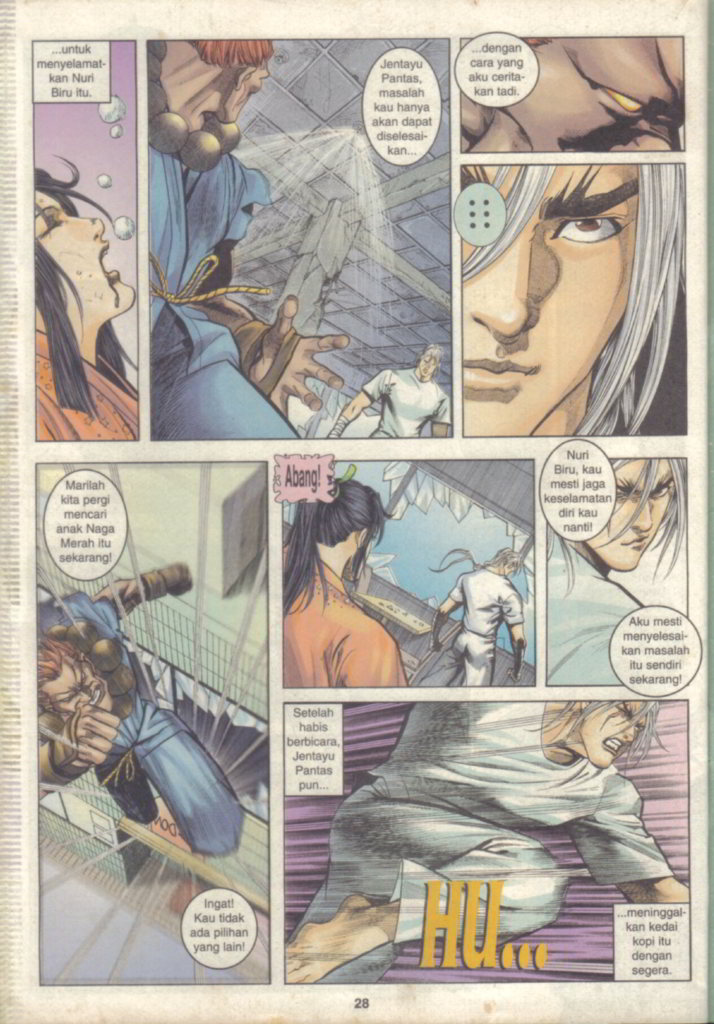 ...untuk
menyelamat-
kan Nuri
Biru itu.
Jentayu
Pantas,
masalah
kau hanya
akan dapat
diselesai-
kan...
...dengan
cara yang
aku cerita-
kan tadi.
Marilah
kita pergi
mencari
anak Naga
Merah itu
sekarang!
Ingat!
Kau tidak
ada pilihan
yang lain!
Abang!
Nuri
Biru, kau
mesti jaga
keselamatan
diri kau
nanti!
Aku mesti
menyelesai-
kan masalah
itu sendiri
sekarang!
Setelah
habis
berbicara,
Jentayu
Pantas
pun...
HU...
...meninggal-
kan kedai
kopi itu
dengan
segera.
28